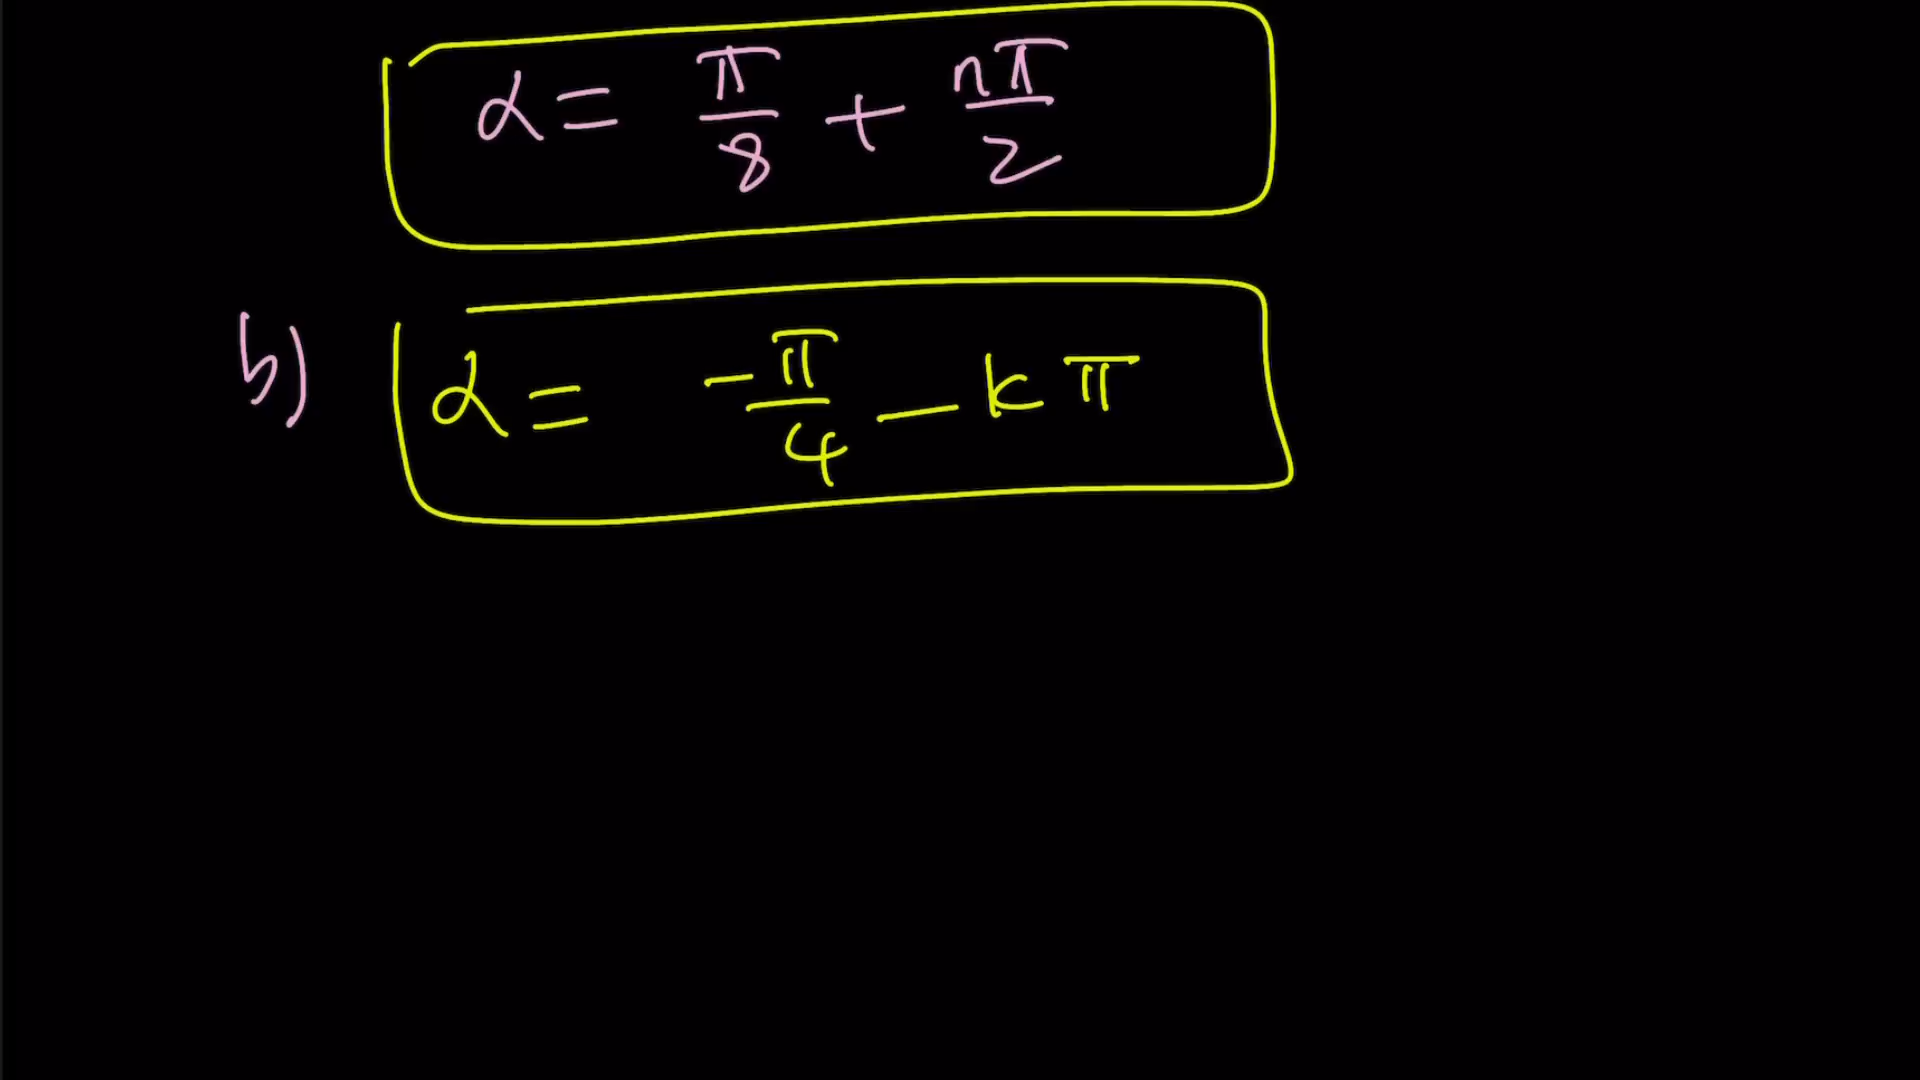 α = π/8 + nπ/2
b) α = -π/4 - kπ